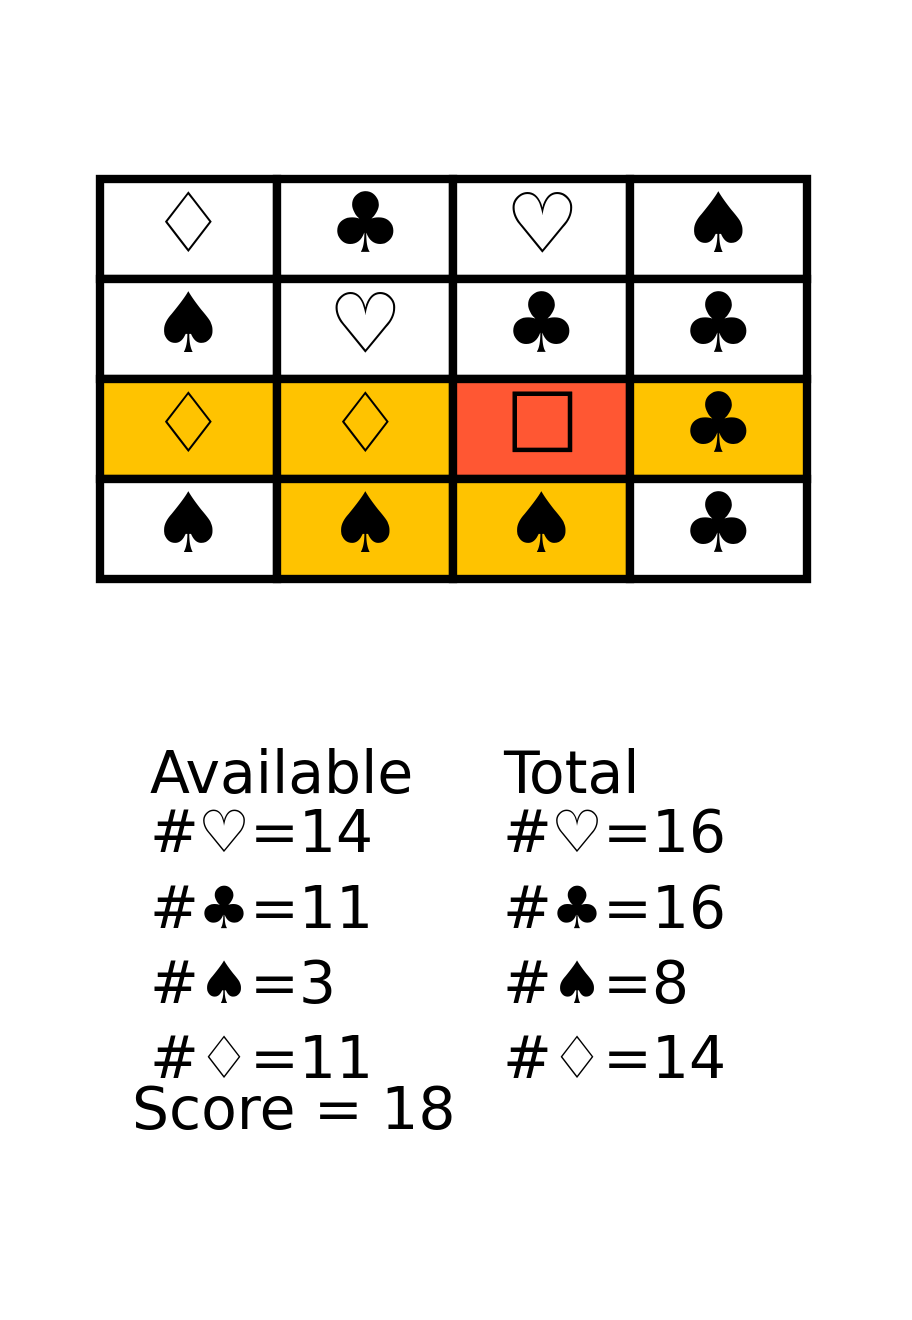 ♢ ♣ ♡ ♠
♠ ♡ ♣ ♣
♢ ♢ □ ♣
♠ ♠ ♠ ♣
Available Total
#♡=14 #♡=16
#♣=11 #♣=16
#♠=3 #♠=8
#♢=11 #♢=14
Score = 18